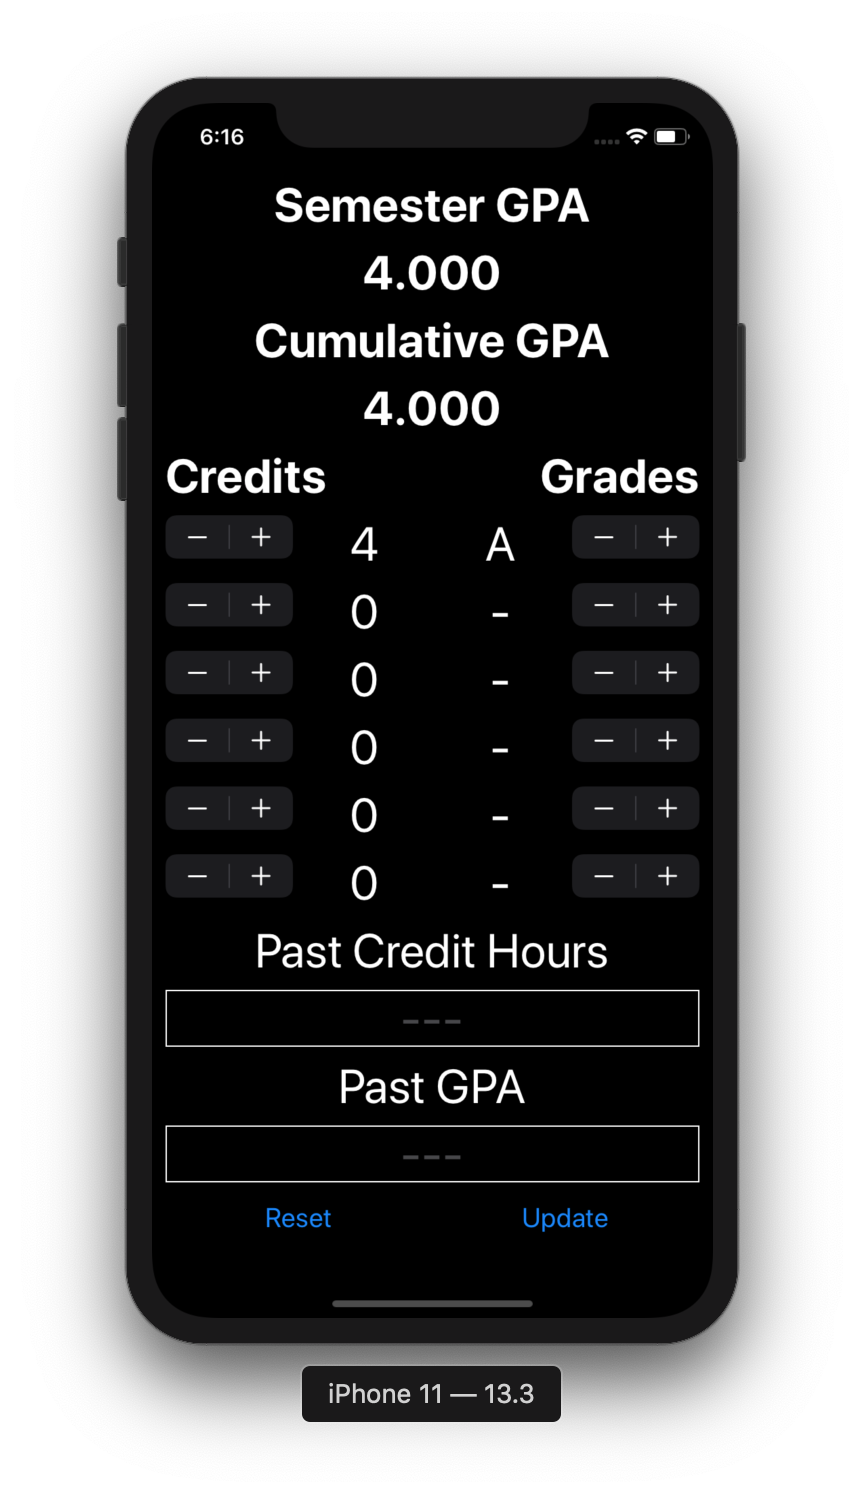 6:16
Semester GPA
4.000
Cumulative GPA
4.000
Credits Grades
− + 4 A − +
− + 0 - − +
− + 0 - − +
− + 0 - − +
− + 0 - − +
− + 0 - − +
Past Credit Hours
---
Past GPA
---
Reset Update
iPhone 11 — 13.3